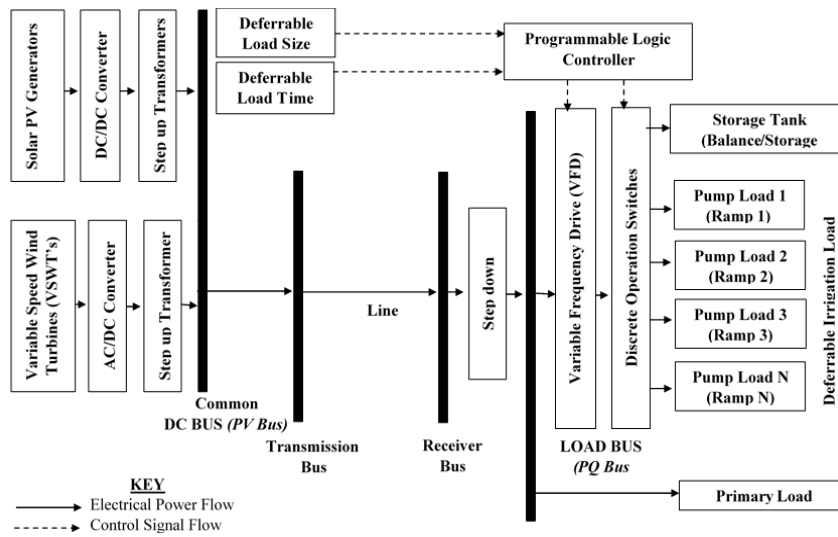 Solar PV Generators
DC/DC Converter
Step up Transformers
Deferrable
Load Size
Deferrable
Load Time
Programmable Logic
Controller
Storage Tank
(Balance/Storage
Variable Speed Wind
Turbines (VSWT's)
AC/DC Converter
Step up Transformer
Line
Step down
Variable Frequency Drive (VFD)
Discrete Operation Switches
Pump Load 1
(Ramp 1)
Pump Load 2
(Ramp 2)
Pump Load 3
(Ramp 3)
Pump Load N
(Ramp N)
Deferrable Irrigation Load
Common
DC BUS (PV Bus)
Transmission
Bus
Receiver
Bus
LOAD BUS
(PQ Bus
Primary Load
KEY
Electrical Power Flow
Control Signal Flow